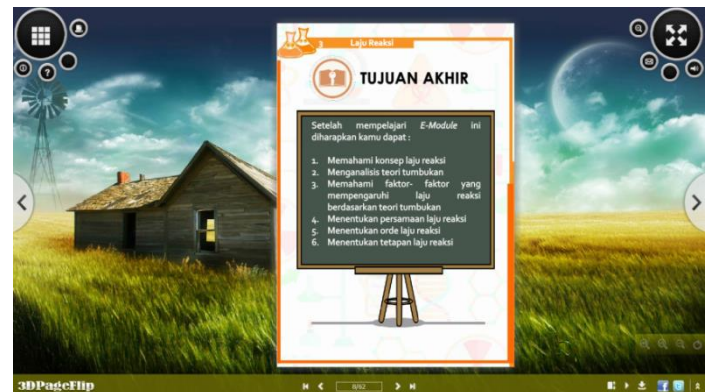 3 Laju Reaksi
TUJUAN AKHIR
Setelah mempelajari E-Module ini
diharapkan kamu dapat :
1. Memahami konsep laju reaksi
2. Menganalisis teori tumbukan
3. Memahami faktor- faktor yang
mempengaruhi laju reaksi
berdasarkan teori tumbukan
4. Menentukan persamaan laju reaksi
5. Menentukan orde laju reaksi
6. Menentukan tetapan laju reaksi
3DPageFlip
8/62